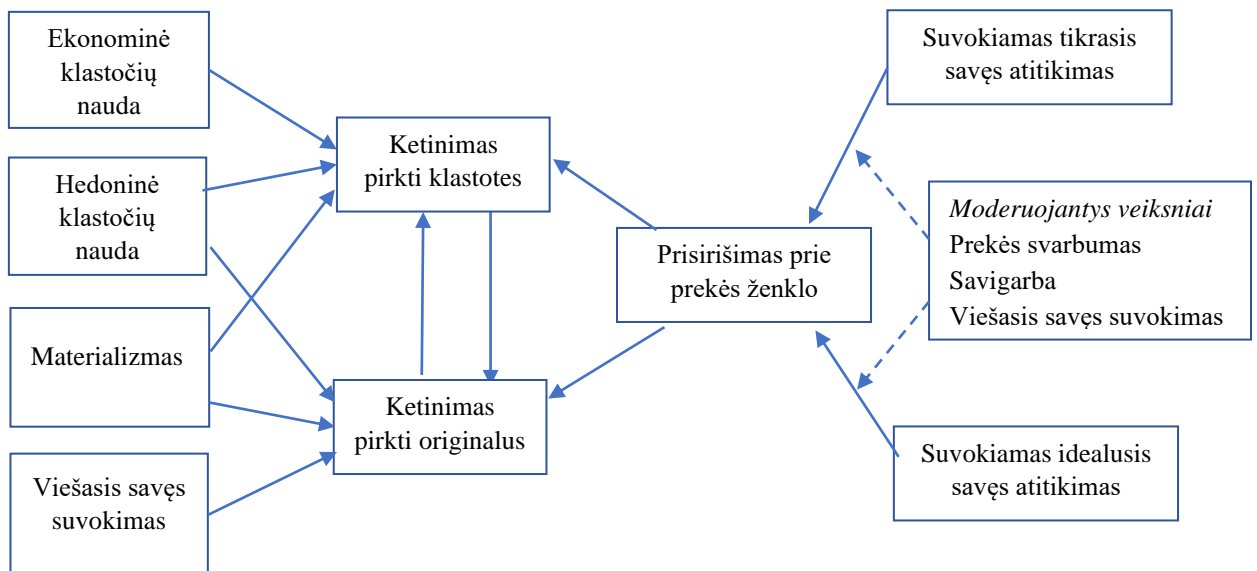 Ekonominė
klastočių
nauda
Hedoninė
klastočių
nauda
Materializmas
Viešasis savęs
suvokimas
Ketinimas
pirkti klastotes
Ketinimas
pirkti originalus
Prisirišimas prie
prekės ženklo
Suvokiamas tikrasis
savęs atitikimas
Moderuojantys veiksniai
Prekės svarbumas
Savigarba
Viešasis savęs suvokimas
Suvokiamas idealusis
savęs atitikimas